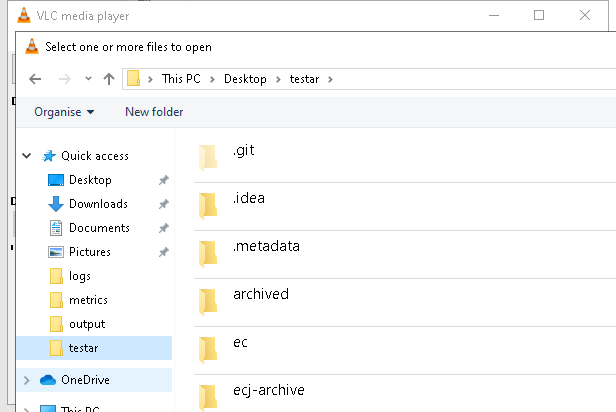 VLC media player
Select one or more files to open
This PC > Desktop > testar >
Organise New folder
Quick access
Desktop
Downloads
Documents
Pictures
logs
metrics
output
testar
OneDrive
This PC
.git
.idea
.metadata
archived
ec
ecj-archive